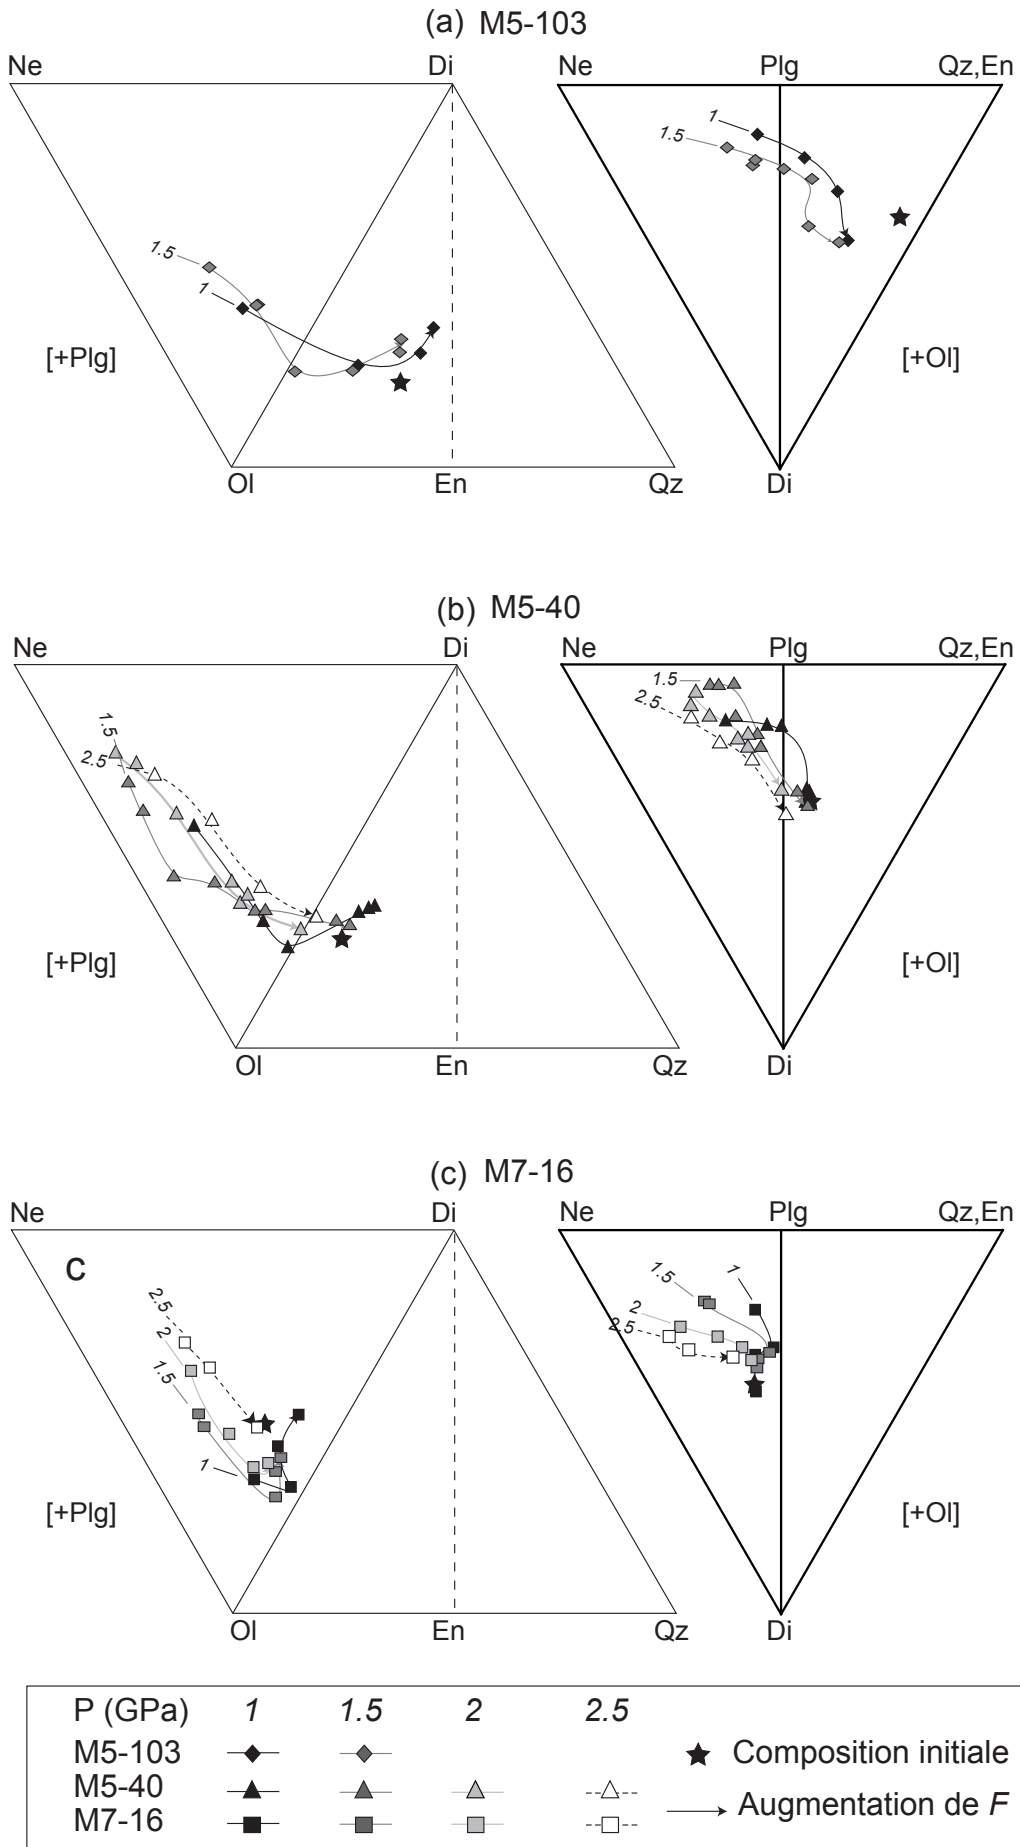 (a) M5-103
Ne Di Ne Plg Qz,En
1
1.5
1.5
1
[+Plg] [+Ol]
Ol En Qz Di
(b) M5-40
Ne Di Ne Plg Qz,En
1.5
2.5
1.5
2.5
[+Plg] [+Ol]
Ol En Qz Di
(c) M7-16
Ne Di Ne Plg Qz,En
c
2.5
2
1.5
1
1.5
1
2
2.5
[+Plg] [+Ol]
Ol En Qz Di
P (GPa) 1 1.5 2 2.5
M5-103 Composition initiale
M5-40 Augmentation de F
M7-16